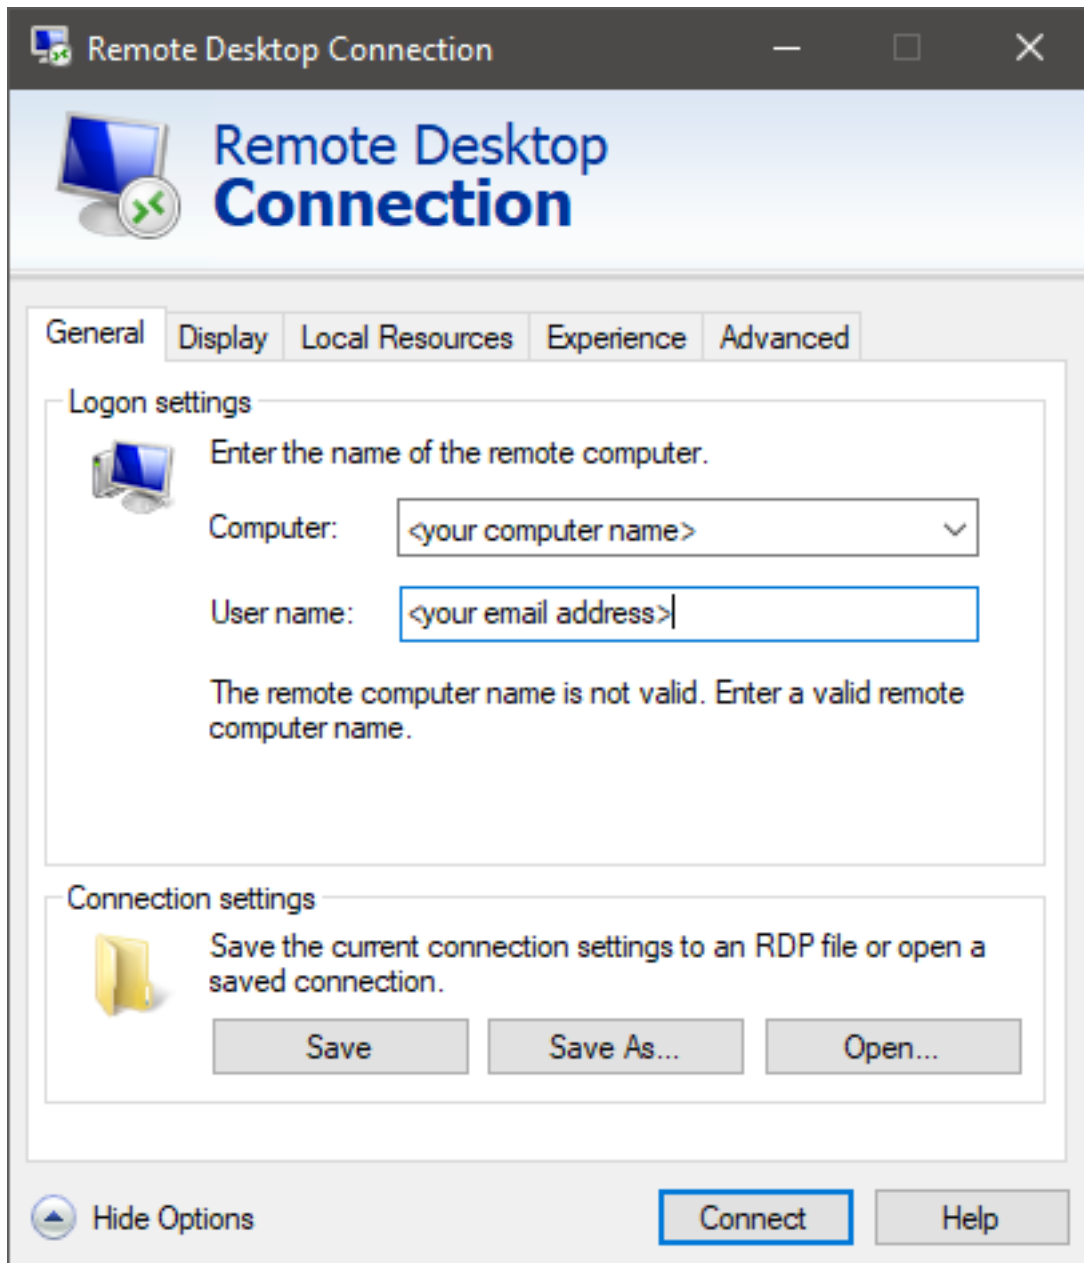 Remote Desktop Connection
Remote Desktop
Connection
General Display Local Resources Experience Advanced
Logon settings
Enter the name of the remote computer.
Computer: <your computer name>
User name: <your email address>
The remote computer name is not valid. Enter a valid remote
computer name.
Connection settings
Save the current connection settings to an RDP file or open a
saved connection.
Save Save As... Open...
Hide Options Connect Help